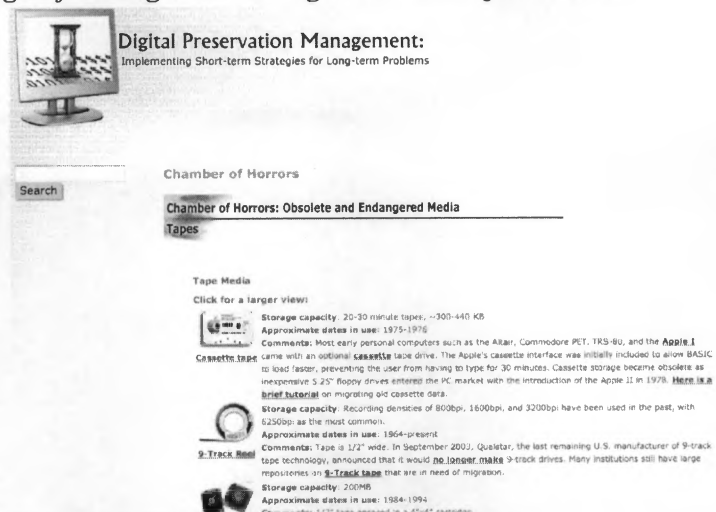 Digital Preservation Management:
Implementing Short-term Strategies for Long-term Problems
Search
Chamber of Horrors
Chamber of Horrors: Obsolete and Endangered Media
Tapes
Tape Media
Click for a larger view:
Storage capacity: 20-30 minute tapes, ~300-440 KB
Approximate dates in use: 1975-1976
Comments: Most early personal computers such as the Altair, Commodore PET, TRS-80, and the Apple I
Cassette tape came with an optional cassette tape drive. The Apple's cassette interface was initially included to allow BASIC
to load faster, preventing the user from having to type for 30 minutes. Cassette storage became obsolete as
inexpensive 5.25" floppy drives entered the PC market with the introduction of the Apple II in 1978. Here is a
brief tutorial on migrating old cassette data.
Storage capacity: Recording densities of 800bpi, 1600bpi, and 3200bpi have been used in the past, with
6250bpi as the most common.
Approximate dates in use: 1964-present
Comments: Tape is 1/2" wide. In September 2003, Qualstar, the last remaining U.S. manufacturer of 9-track
9-Track Reel tape technology, announced that it would no longer make 9-track drives. Many institutions still have large
repositories on 9-Track tape that are in need of migration.
Storage capacity: 200MB
Approximate dates in use: 1984-1994